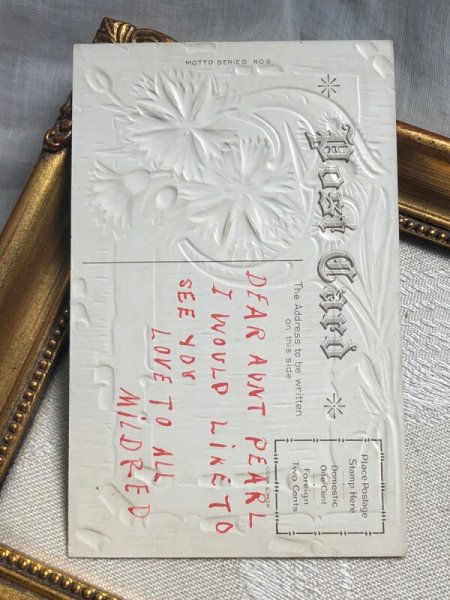 MOTTO SERIES NO 6
Post Card
The Address to be written
on this side
Place Postage
Stamp Here
Domestic
One Cent
Foreign
Two Cents
DEAR AUNT PEARL
I WOULD LIKE TO
SEE YOU
LOVE TO ALL
MILDRED